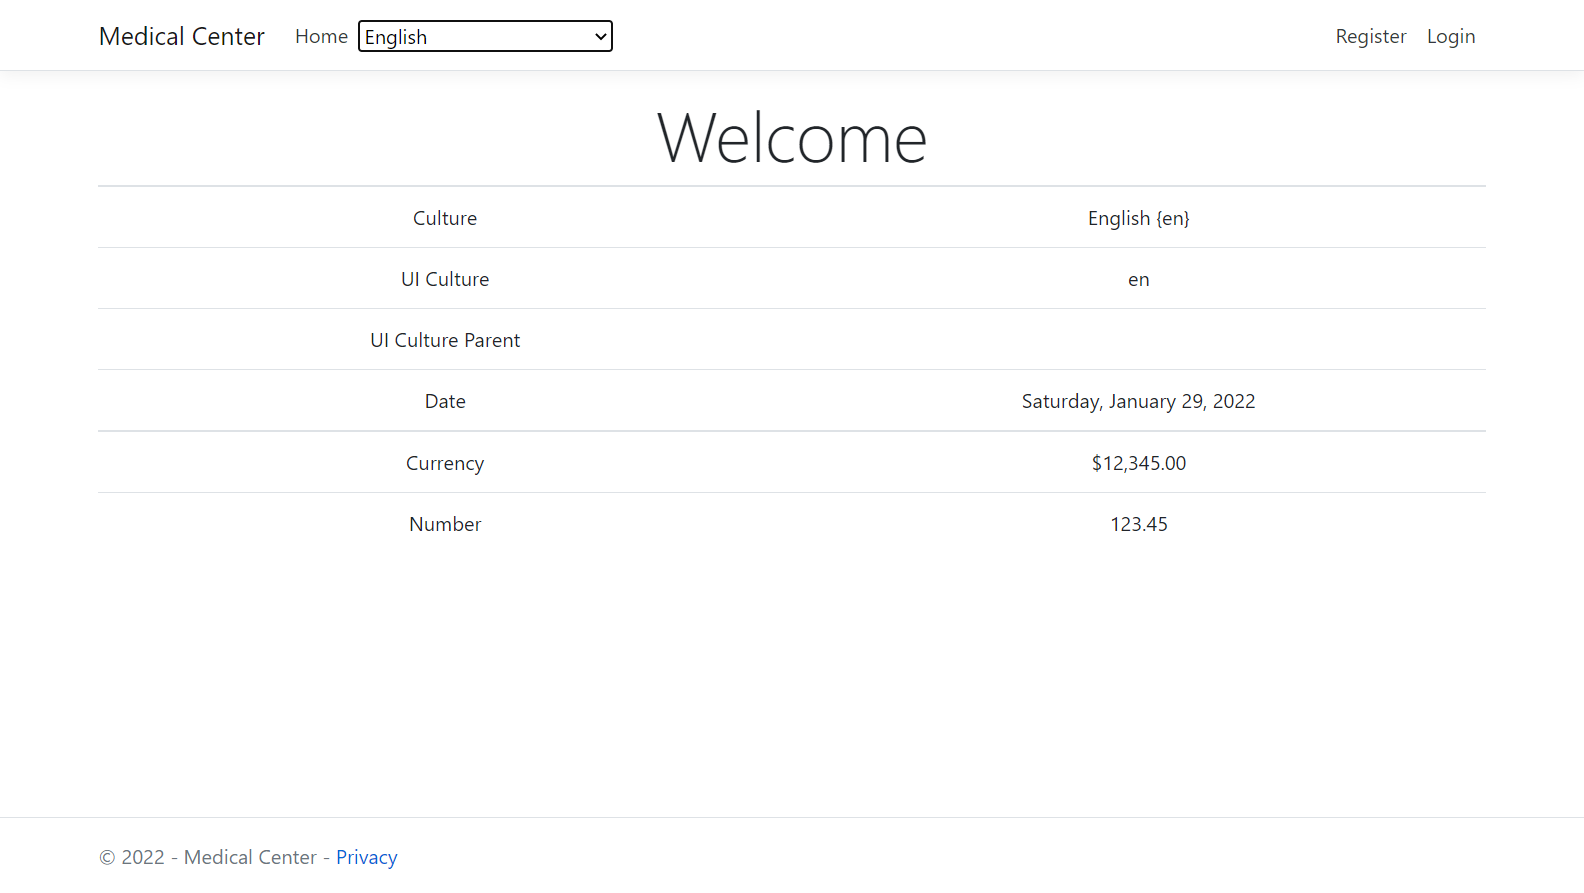 Medical Center Home English Register Login
Welcome
Culture English {en}
UI Culture en
UI Culture Parent
Date Saturday, January 29, 2022
Currency $12,345.00
Number 123.45
© 2022 - Medical Center - Privacy